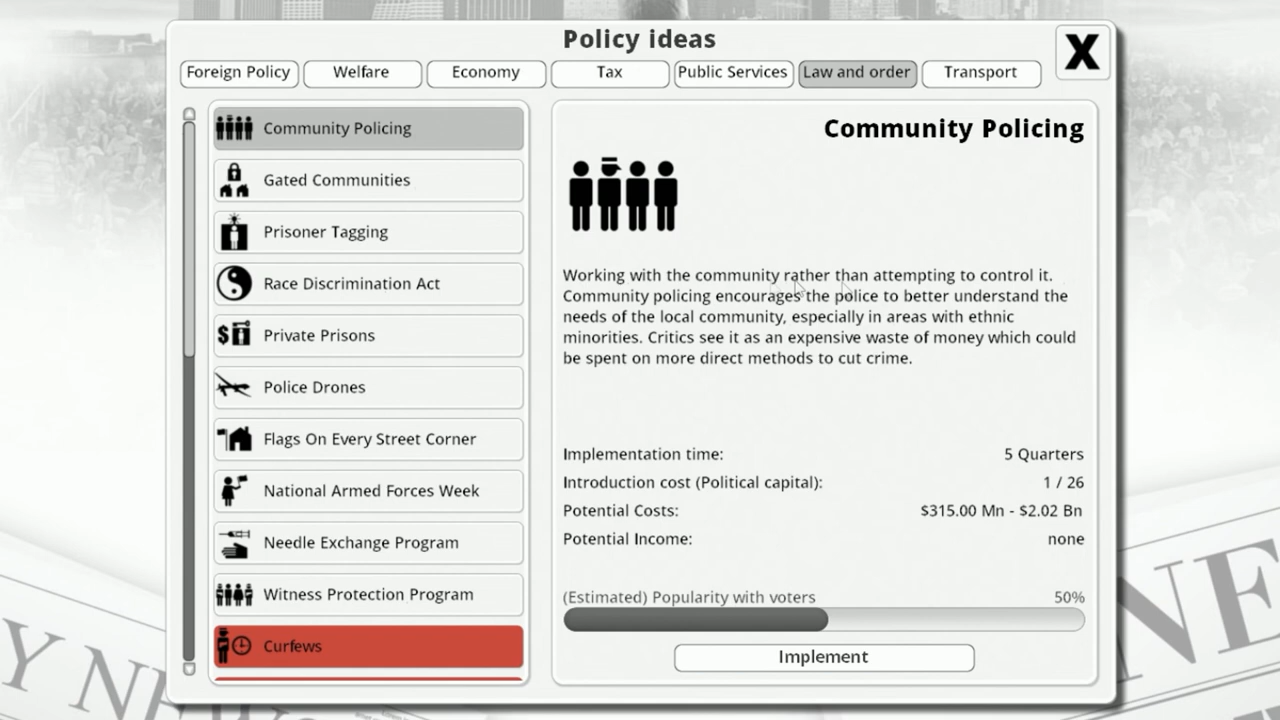 Policy ideas
X
Foreign Policy
Welfare
Economy
Tax
Public Services
Law and order
Transport
Community Policing
Gated Communities
Prisoner Tagging
Race Discrimination Act
Private Prisons
Police Drones
Flags On Every Street Corner
National Armed Forces Week
Needle Exchange Program
Witness Protection Program
Curfews
Community Policing
Working with the community rather than attempting to control it.
Community policing encourages the police to better understand the
needs of the local community, especially in areas with ethnic
minorities. Critics see it as an expensive waste of money which could
be spent on more direct methods to cut crime.
Implementation time: 5 Quarters
Introduction cost (Political capital): 1 / 26
Potential Costs: $315.00 Mn - $2.02 Bn
Potential Income: none
(Estimated) Popularity with voters 50%
Implement